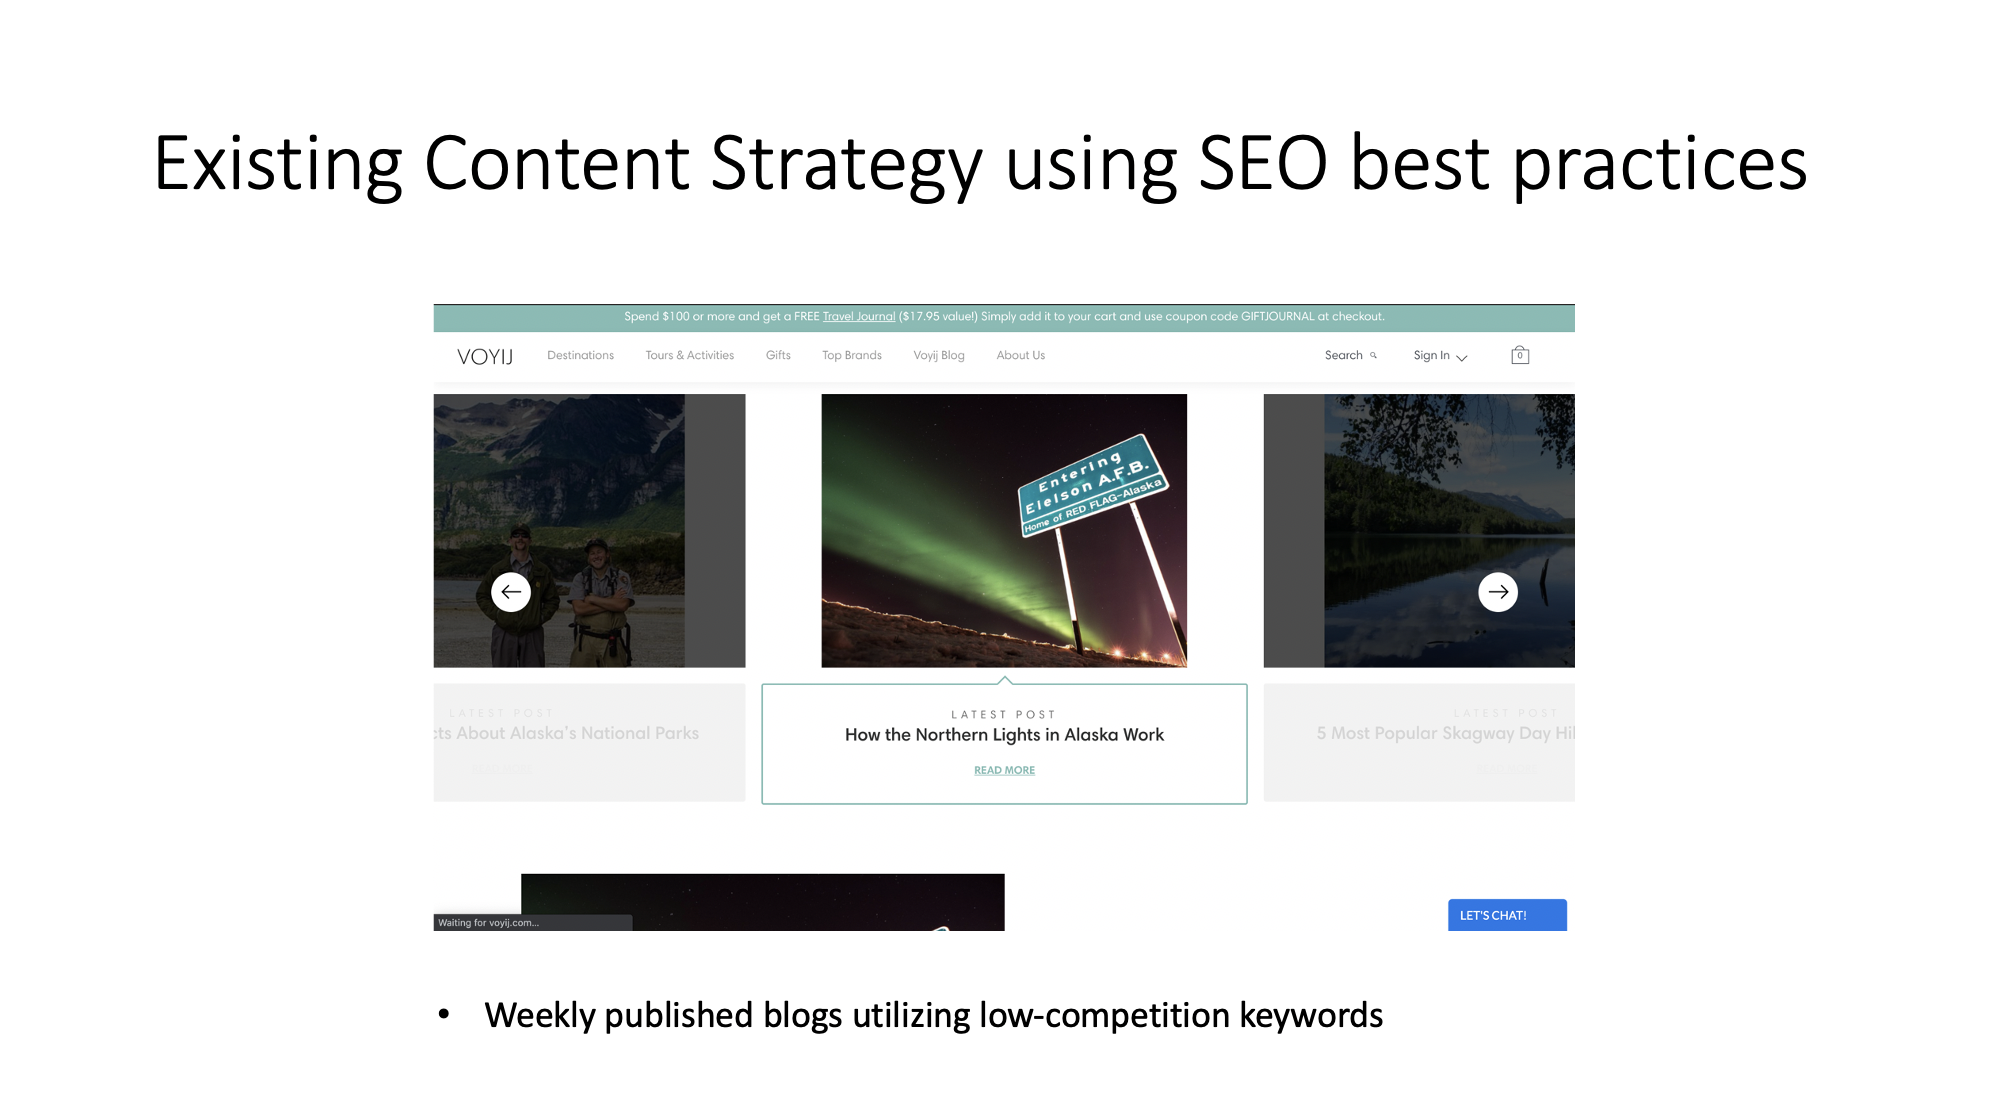 Existing Content Strategy using SEO best practices
Spend $100 or more and get a FREE Travel Journal ($17.95 value!) Simply add it to your cart and use coupon code GIFTJOURNAL at checkout.
VOYIJ Destinations Tours & Activities Gifts Top Brands Voyij Blog About Us Search Sign In 0
Entering
Eielson A.F.B.
Home of RED FLAG-Alaska
LATEST POST
cts About Alaska's National Parks
LATEST POST
How the Northern Lights in Alaska Work
READ MORE
LATEST POST
5 Most Popular Skagway Day Hi
Waiting for voyij.com...
LET'S CHAT!
• Weekly published blogs utilizing low-competition keywords